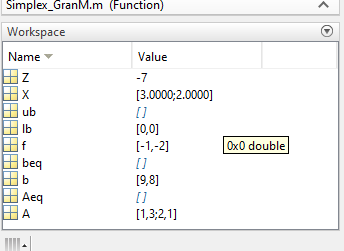 Simplex_GranM.m (Function)
Workspace
Name Value
Z -7
X [3.0000;2.0000]
ub []
lb [0,0]
f [-1,-2] 0x0 double
beq []
b [9,8]
Aeq []
A [1,3;2,1]